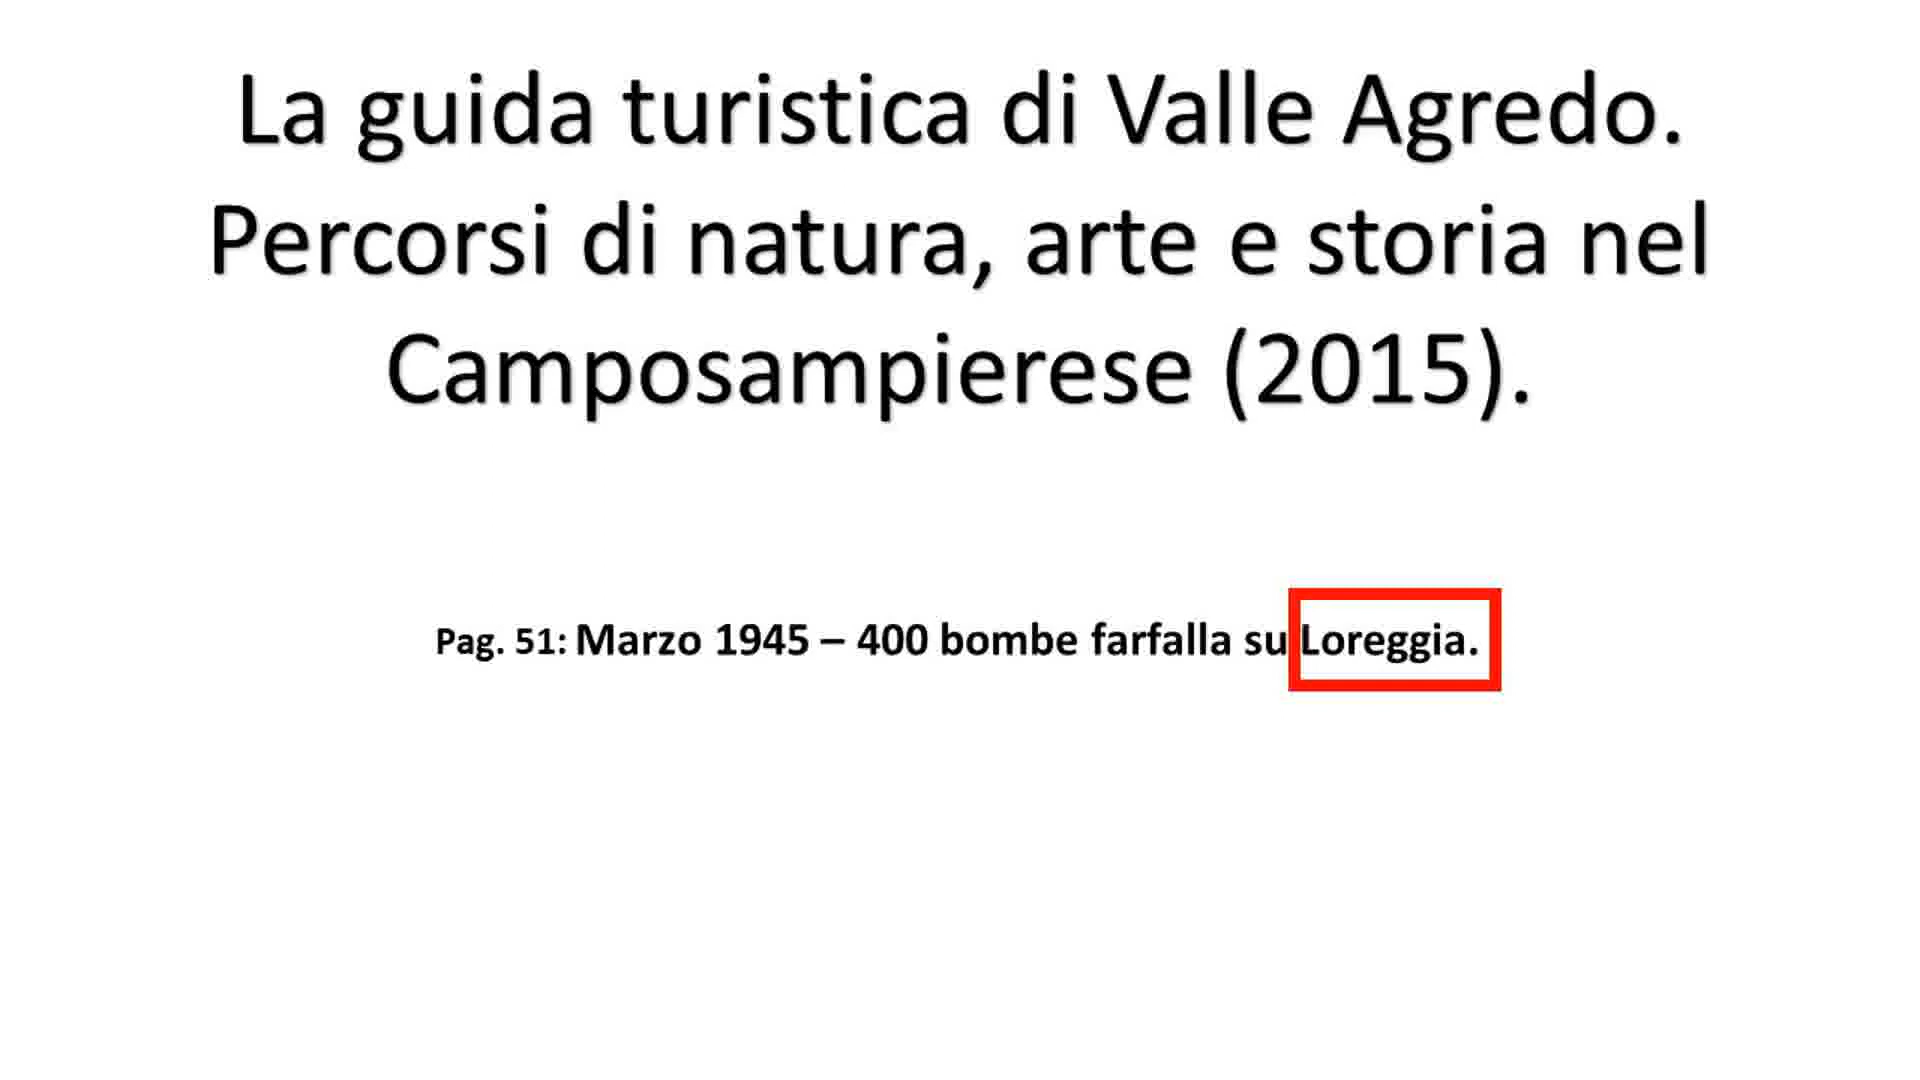 La guida turistica di Valle Agredo.
Percorsi di natura, arte e storia nel
Camposampierese (2015).
Pag. 51: Marzo 1945 – 400 bombe farfalla su Loreggia.